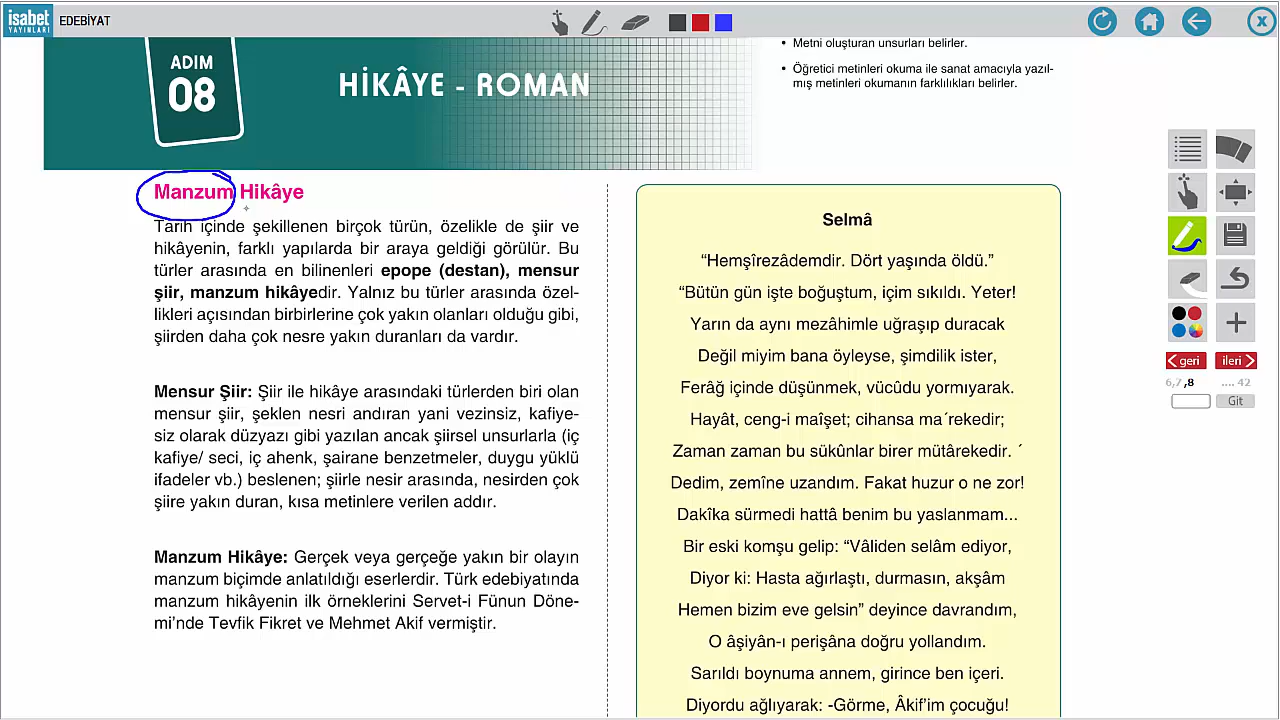 isabet
YAYINLARI
EDEBİYAT
ADIM
08
HİKÂYE - ROMAN
• Metni oluşturan unsurları belirler.
• Öğretici metinleri okuma ile sanat amacıyla yazıl-
mış metinleri okumanın farklılıkları belirler.
Manzum Hikâye
Tarih içinde şekillenen birçok türün, özelikle de şiir ve
hikâyenin, farklı yapılarda bir araya geldiği görülür. Bu
türler arasında en bilinenleri epope (destan), mensur
şiir, manzum hikâyedir. Yalnız bu türler arasında özel-
likleri açısından birbirlerine çok yakın olanları olduğu gibi,
şiirden daha çok nesre yakın duranları da vardır.
Mensur Şiir: Şiir ile hikâye arasındaki türlerden biri olan
mensur şiir, şeklen nesri andıran yani vezinsiz, kafiye-
siz olarak düzyazı gibi yazılan ancak şiirsel unsurlarla (iç
kafiye/ seci, iç ahenk, şairane benzetmeler, duygu yüklü
ifadeler vb.) beslenen; şiirle nesir arasında, nesirden çok
şiire yakın duran, kısa metinlere verilen addır.
Manzum Hikâye: Gerçek veya gerçeğe yakın bir olayın
manzum biçimde anlatıldığı eserlerdir. Türk edebiyatında
manzum hikâyenin ilk örneklerini Servet-i Fünun Döne-
mi’nde Tevfik Fikret ve Mehmet Akif vermiştir.
Selmâ
“Hemşîrezâdemdir. Dört yaşında öldü.”
“Bütün gün işte boğuştum, içim sıkıldı. Yeter!
Yarın da aynı mezâhimle uğraşıp duracak
Değil miyim bana öyleyse, şimdilik ister,
Ferâğ içinde düşünmek, vücûdu yormıyarak.
Hayât, ceng-i maîşet; cihansa ma´rekedir;
Zaman zaman bu sükûnlar birer mütârekedir. ´
Dedim, zemîne uzandım. Fakat huzur o ne zor!
Dakîka sürmedi hattâ benim bu yaslanmam...
Bir eski komşu gelip: “Vâliden selâm ediyor,
Diyor ki: Hasta ağırlaştı, durmasın, akşâm
Hemen bizim eve gelsin” deyince davrandım,
O âşiyân-ı perişâna doğru yollandım.
Sarıldı boynuma annem, girince ben içeri.
Diyordu ağlıyarak: -Görme, Âkif’im çocuğu!
geri
ileri
6,7,8
.... 42
Git